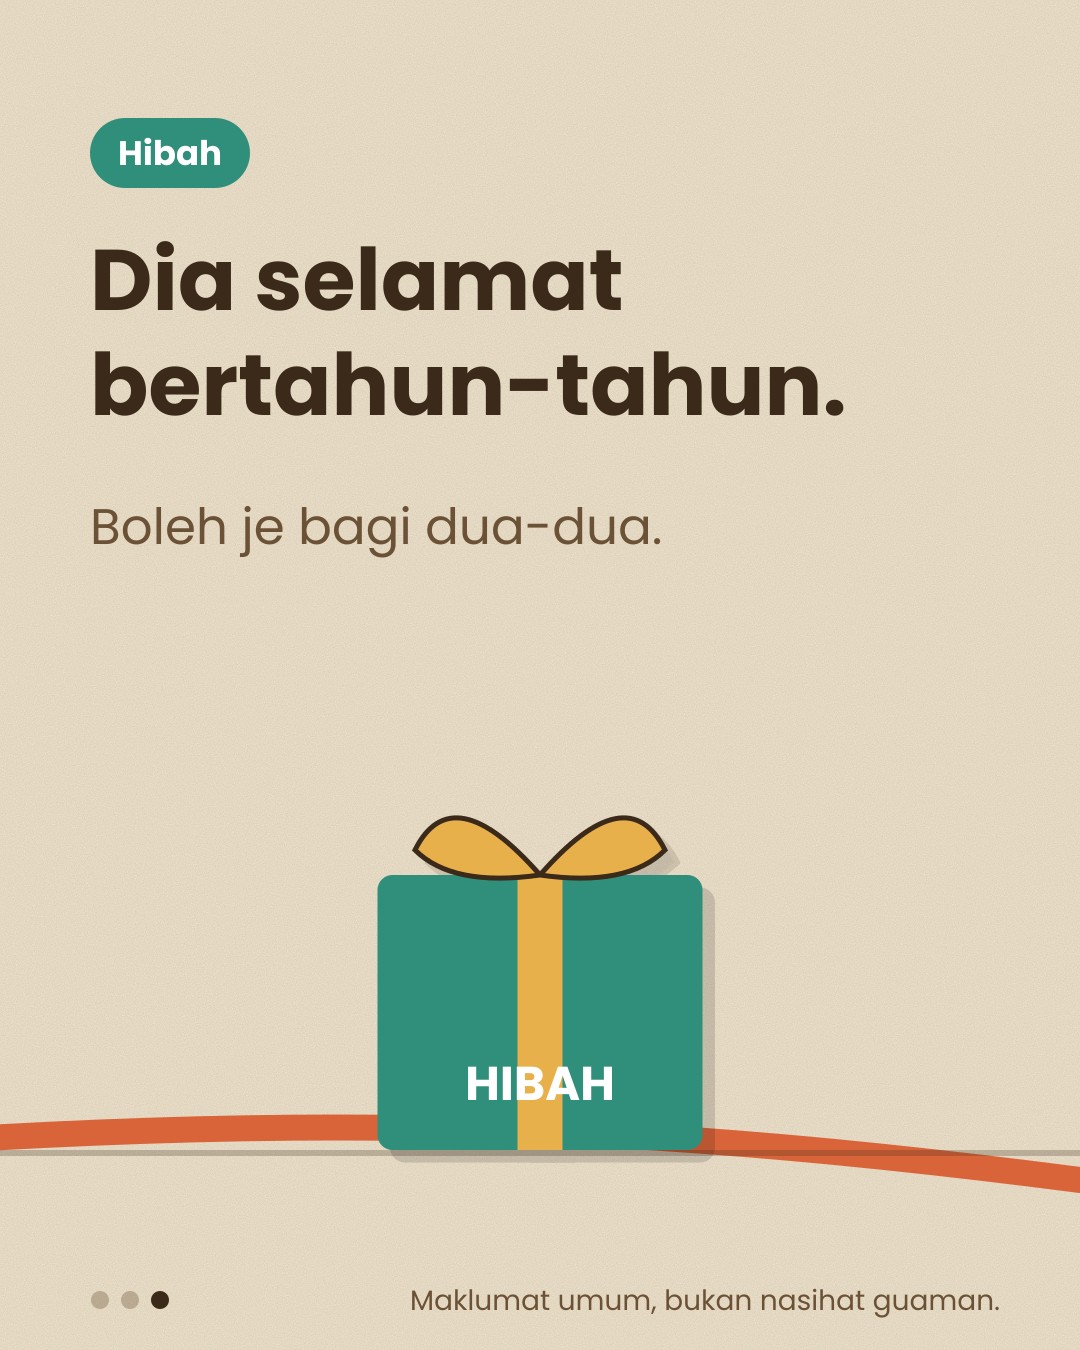 Hibah
Dia selamat
bertahun-tahun.
Boleh je bagi dua-dua.
HIBAH
Maklumat umum, bukan nasihat guaman.